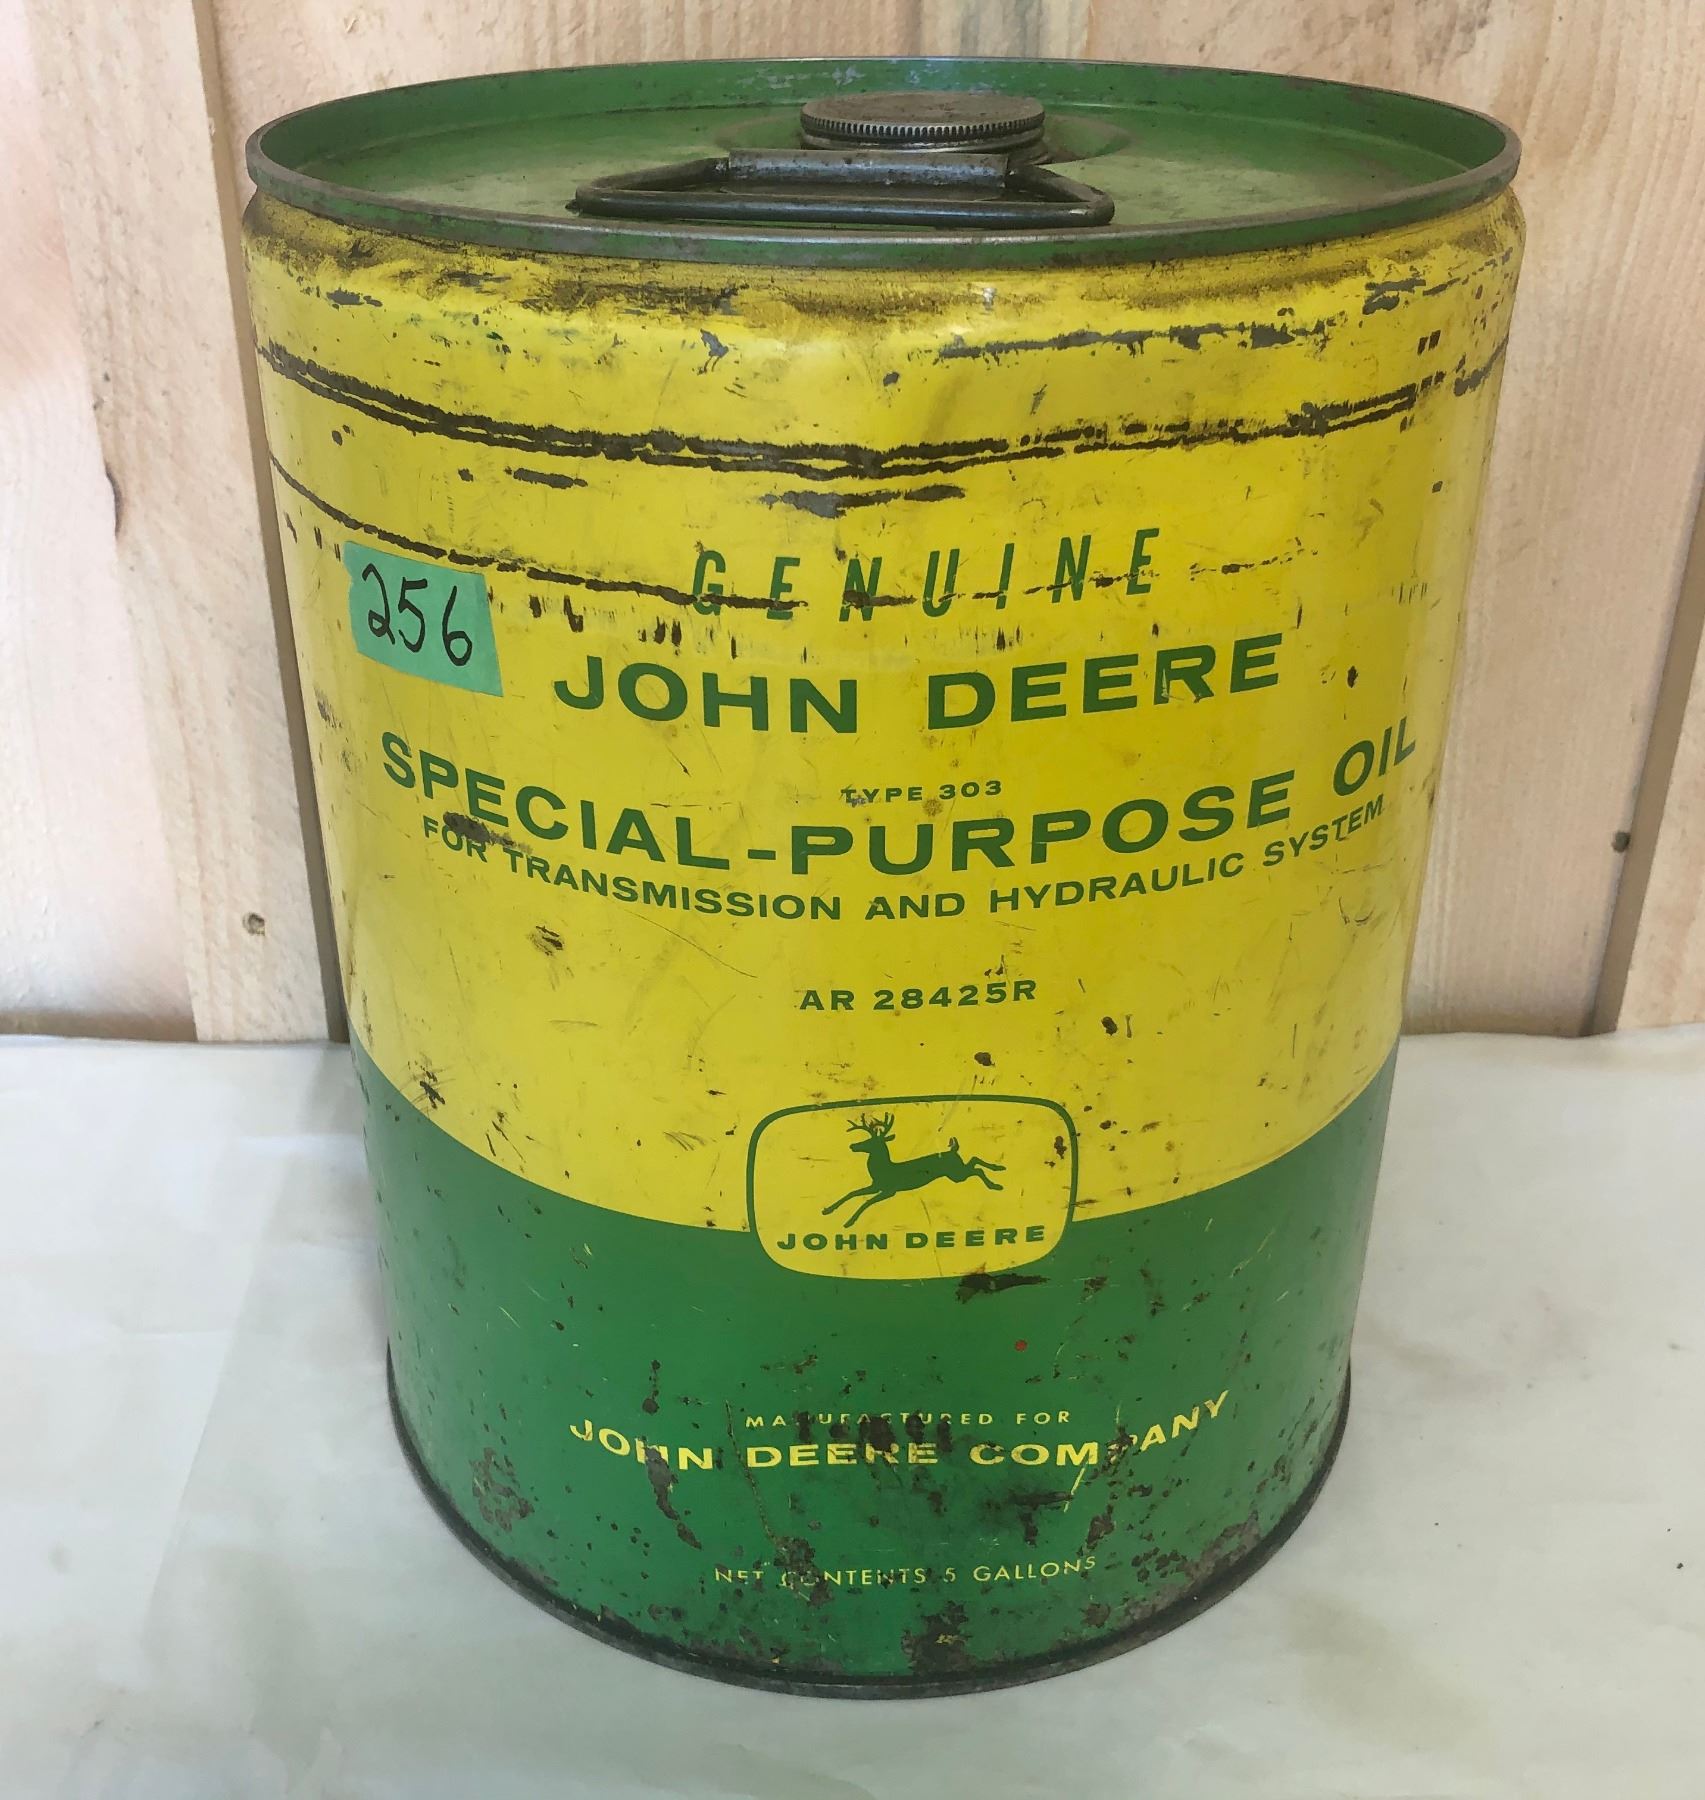 256
GENUINE
JOHN DEERE
TYPE 303
SPECIAL-PURPOSE OIL
FOR TRANSMISSION AND HYDRAULIC SYSTEM
AR 28425R
JOHN DEERE
MANUFACTURED FOR
JOHN DEERE COMPANY
NET CONTENTS 5 GALLONS